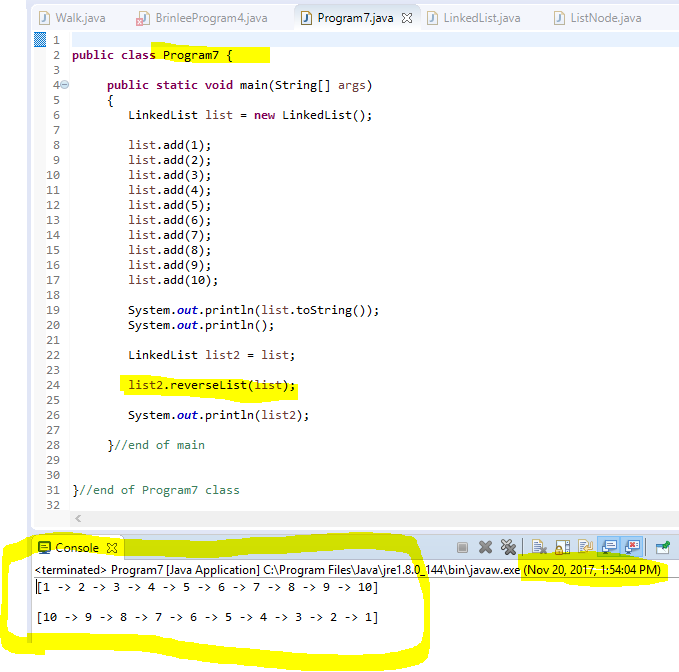 Walk.java BrinleeProgram4.java Program7.java LinkedList.java ListNode.java
1
2 public class Program7 {
3
4 public static void main(String[] args)
5 {
6 LinkedList list = new LinkedList();
7
8 list.add(1);
9 list.add(2);
10 list.add(3);
11 list.add(4);
12 list.add(5);
13 list.add(6);
14 list.add(7);
15 list.add(8);
16 list.add(9);
17 list.add(10);
18
19 System.out.println(list.toString());
20 System.out.println();
21
22 LinkedList list2 = list;
23
24 list2.reverseList(list);
25
26 System.out.println(list2);
27
28 }//end of main
29
30
31 }//end of Program7 class
32
Console
<terminated> Program7 [Java Application] C:\Program Files\Java\jre1.8.0_144\bin\javaw.exe (Nov 20, 2017, 1:54:04 PM)
[1 -> 2 -> 3 -> 4 -> 5 -> 6 -> 7 -> 8 -> 9 -> 10]
[10 -> 9 -> 8 -> 7 -> 6 -> 5 -> 4 -> 3 -> 2 -> 1]